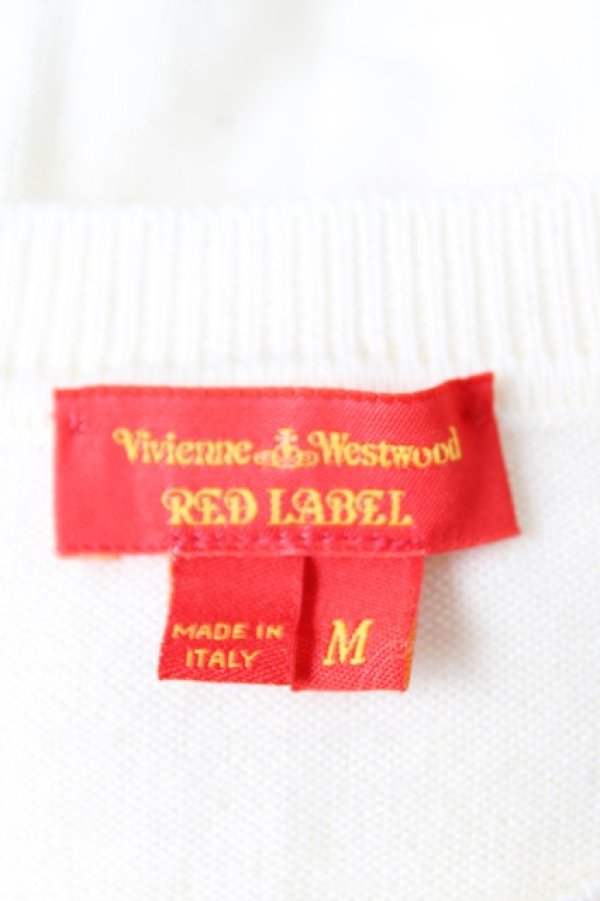 Vivienne Westwood
RED LABEL
MADE IN
ITALY
M